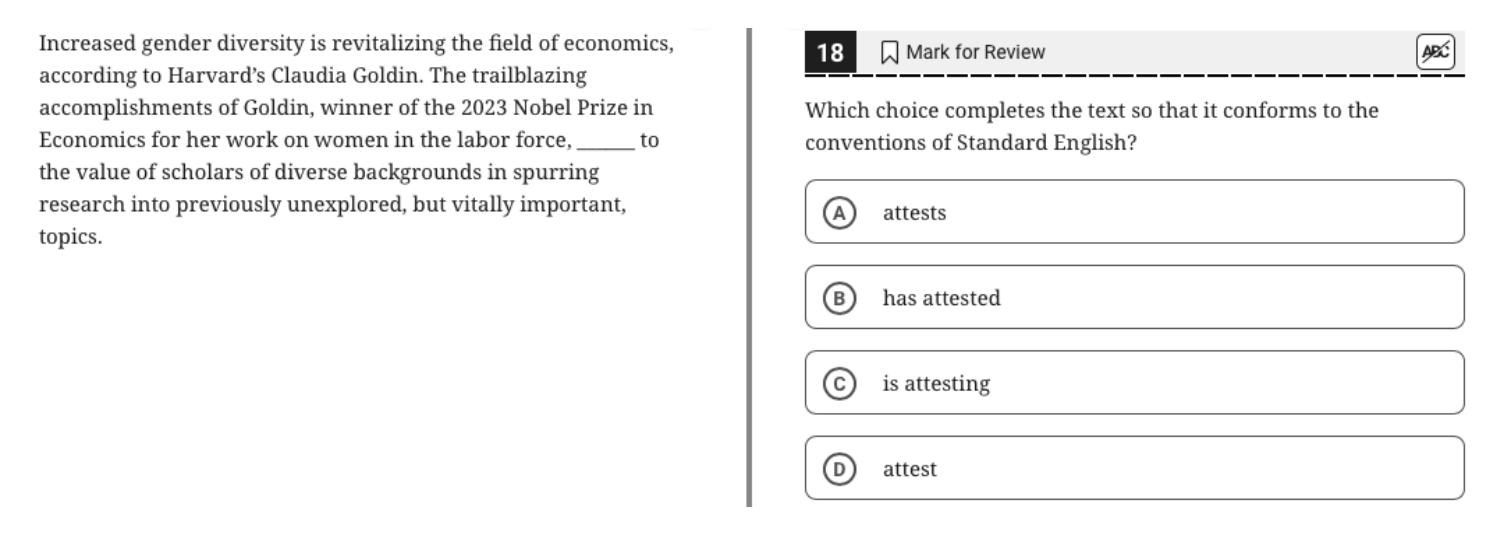 Increased gender diversity is revitalizing the field of economics,
according to Harvard’s Claudia Goldin. The trailblazing
accomplishments of Goldin, winner of the 2023 Nobel Prize in
Economics for her work on women in the labor force, ______ to
the value of scholars of diverse backgrounds in spurring
research into previously unexplored, but vitally important,
topics.
18 Mark for Review ABC
Which choice completes the text so that it conforms to the
conventions of Standard English?
A attests
B has attested
C is attesting
D attest